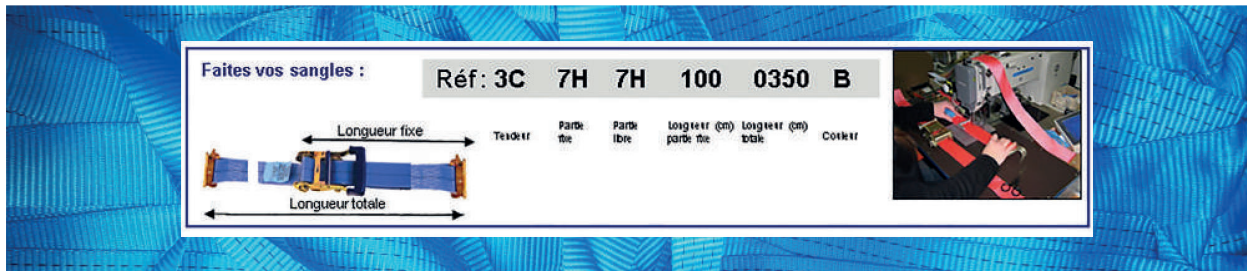 Faites vos sangles :
Réf : 3C 7H 7H 100 0350 B
Longueur fixe
Tendeur
Partie fixe
Partie libre
Longueur (cm) partie fixe
Longueur (cm) totale
Couleur
Longueur totale